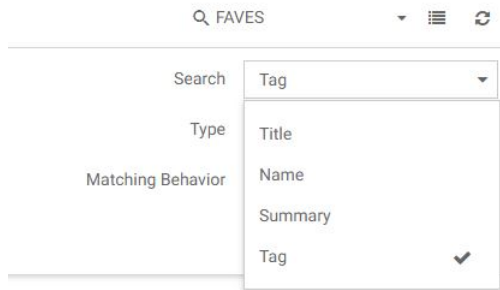 FAVES
Search Tag
Type
Title
Matching Behavior
Name
Summary
Tag